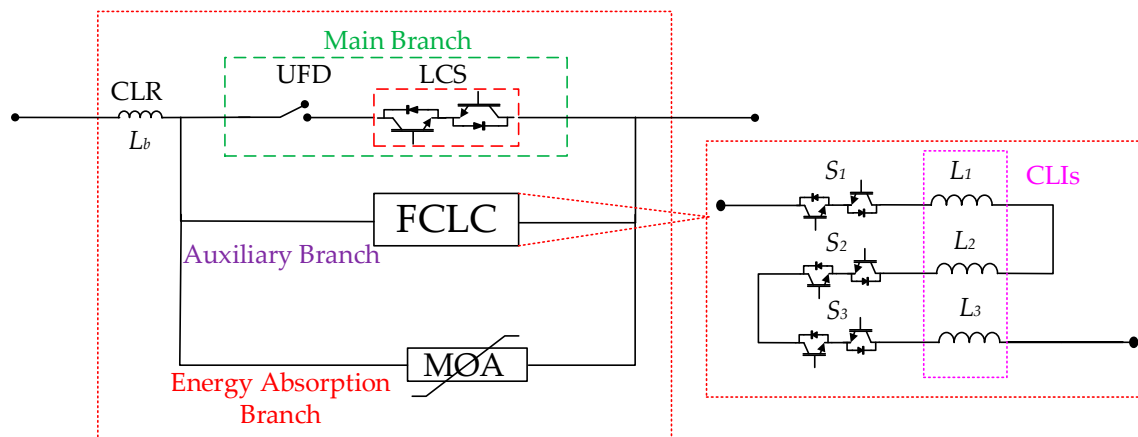 Main Branch
UFD
LCS
CLR
Lb
S1
L1
CLIs
FCLC
S2
L2
Auxiliary Branch
S3
L3
MOA
Energy Absorption
Branch